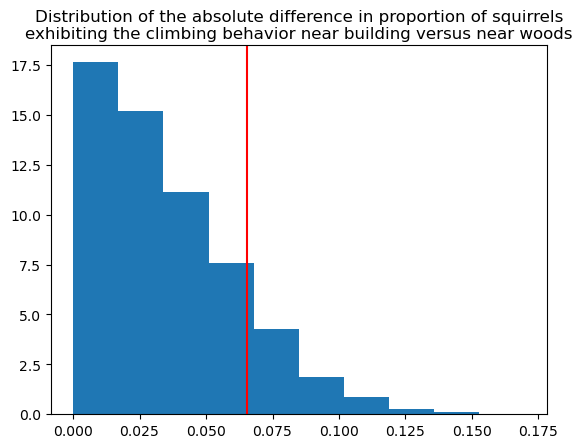 Distribution of the absolute difference in proportion of squirrels
exhibiting the climbing behavior near building versus near woods
17.5
15.0
12.5
10.0
7.5
5.0
2.5
0.0
0.000 0.025 0.050 0.075 0.100 0.125 0.150 0.175